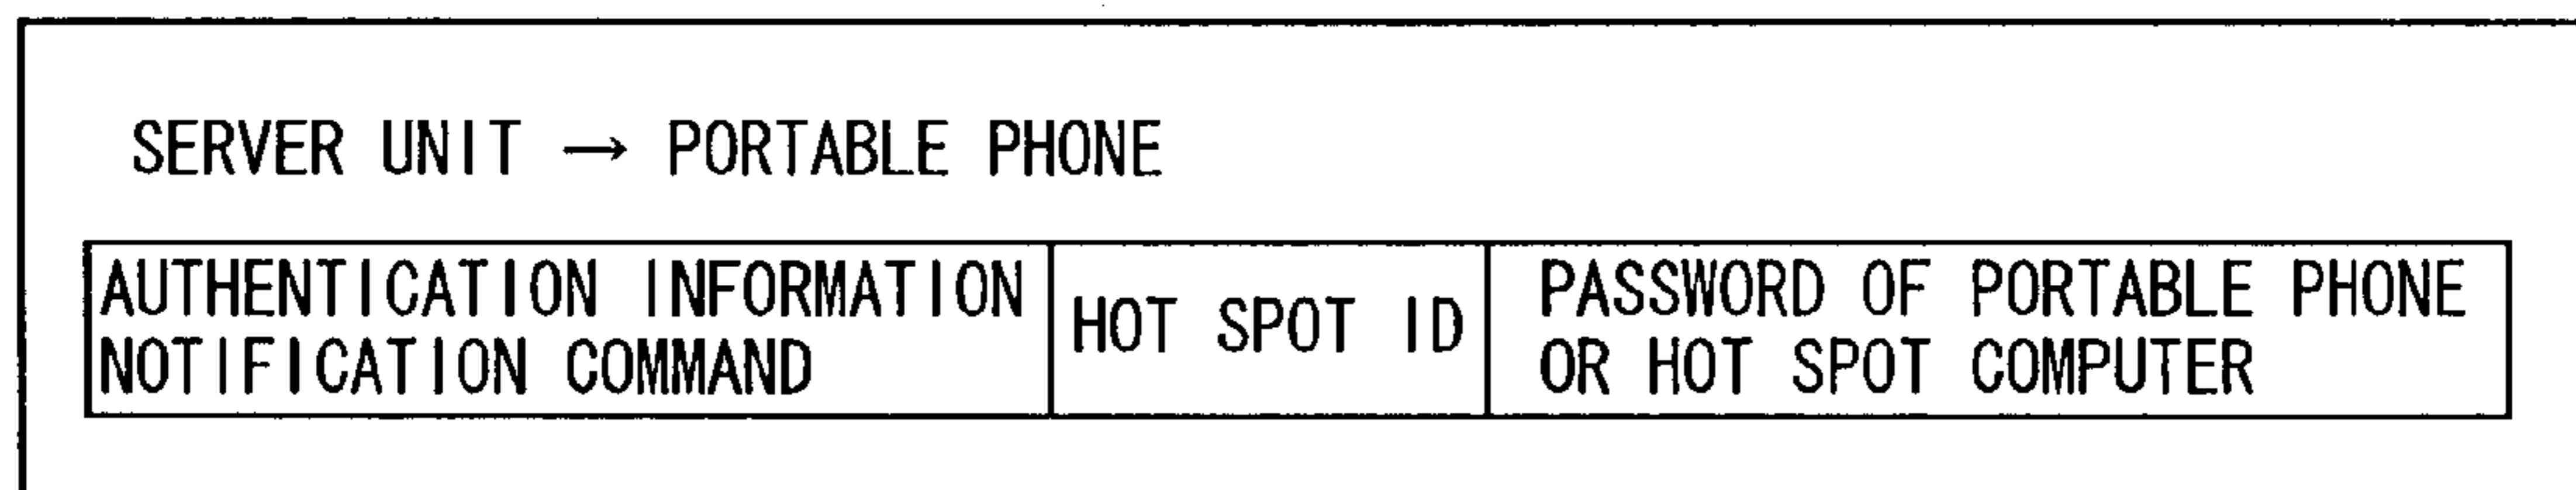 SERVER UNIT → PORTABLE PHONE
AUTHENTICATION INFORMATION
NOTIFICATION COMMAND
HOT SPOT ID
PASSWORD OF PORTABLE PHONE
OR HOT SPOT COMPUTER